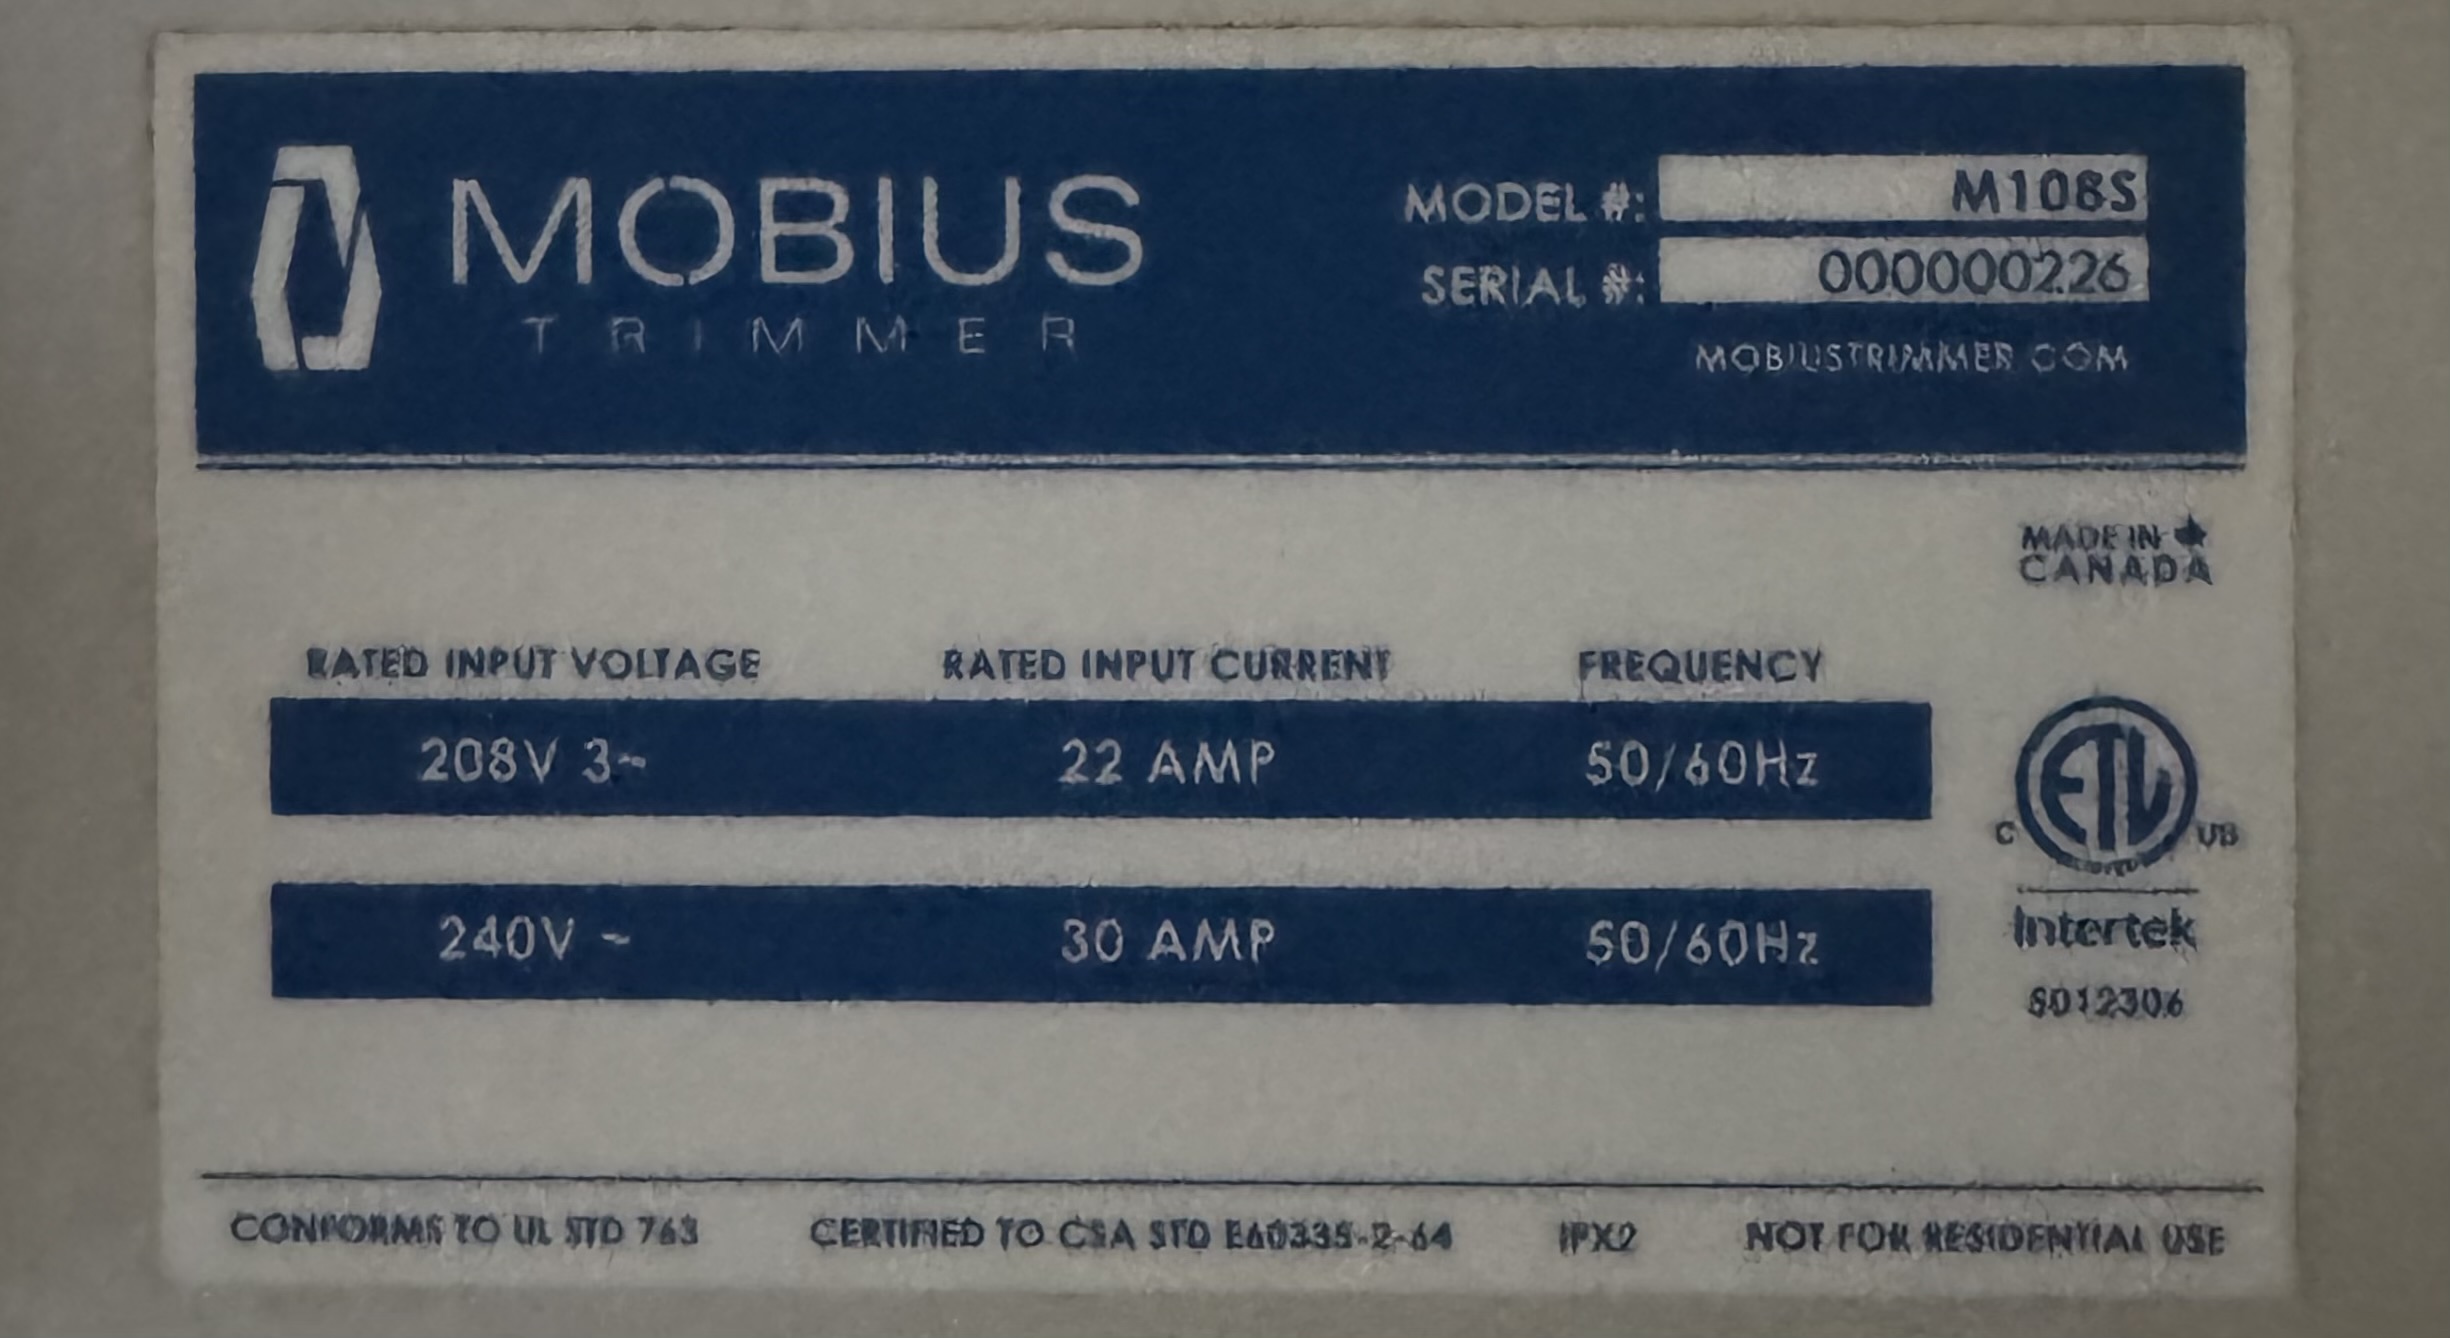 MOBIUS
TRIMMER
MODEL #: M108S
SERIAL #: 000000226
MOBIUSTRIMMER.COM
MADE IN
CANADA
RATED INPUT VOLTAGE RATED INPUT CURRENT FREQUENCY
208V 3~ 22 AMP 50/60Hz
240V ~ 30 AMP 50/60Hz
ETL
C
Intertek
CONFORMS TO UL STD 763 CERTIFIED TO CSA STD E60335-2-64 IPX2 NOT FOR RESIDENTIAL USE